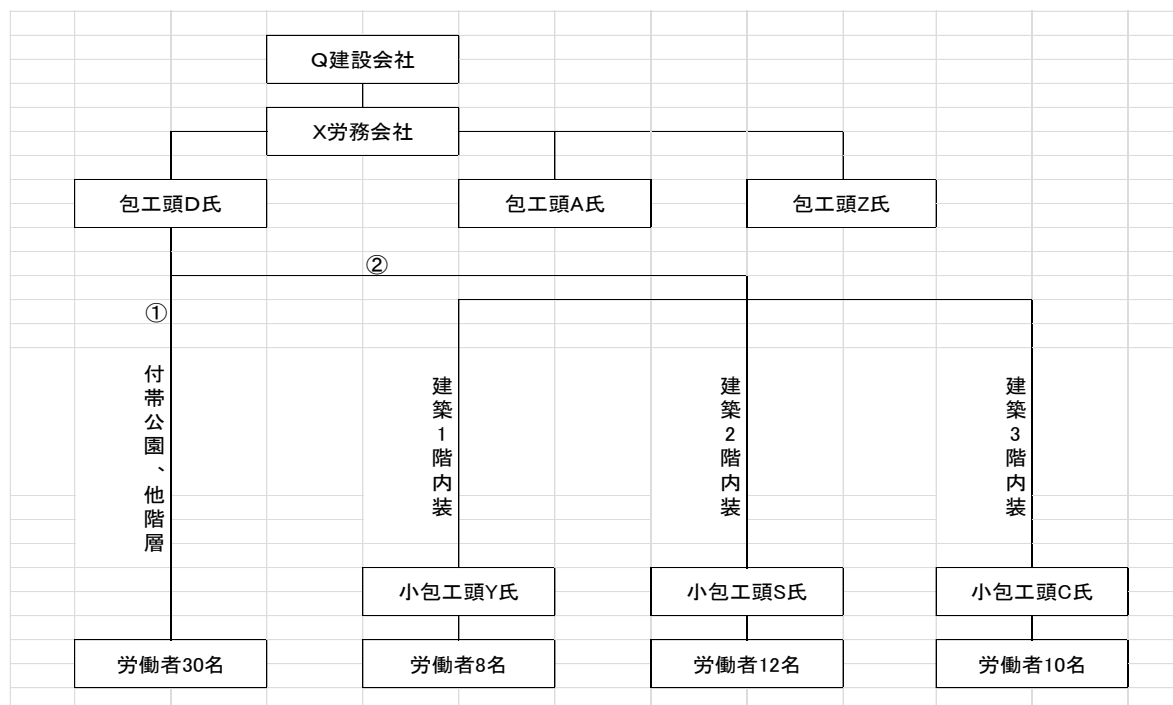 Q建設会社
X労務会社
包工頭D氏
包工頭A氏
包工頭Z氏
②
①
付帯公園、他階層
建築1階内装
建築2階内装
建築3階内装
小包工頭Y氏
小包工頭S氏
小包工頭C氏
労働者30名
労働者8名
労働者12名
労働者10名